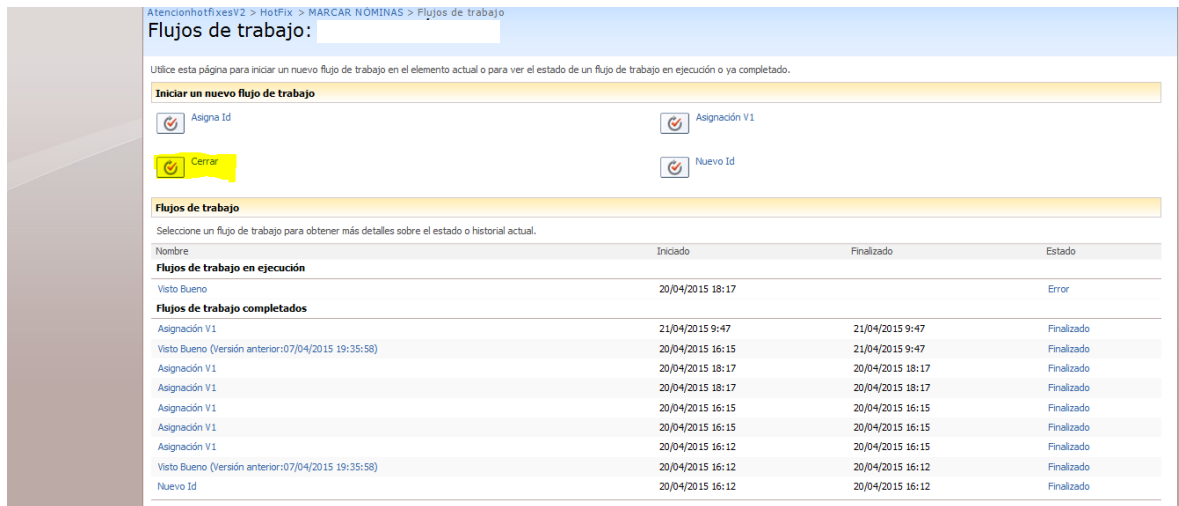 AtencionhotfixesV2 > HotFix > MARCAR NÓMINAS > Flujos de trabajo
Flujos de trabajo:
Utilice esta página para iniciar un nuevo flujo de trabajo en el elemento actual o para ver el estado de un flujo de trabajo en ejecución o ya completado.
Iniciar un nuevo flujo de trabajo
Asigna Id Asignación V1
Cerrar Nuevo Id
Flujos de trabajo
Seleccione un flujo de trabajo para obtener más detalles sobre el estado o historial actual.
Nombre Iniciado Finalizado Estado
Flujos de trabajo en ejecución
Visto Bueno 20/04/2015 18:17 Error
Flujos de trabajo completados
Asignación V1 21/04/2015 9:47 21/04/2015 9:47 Finalizado
Visto Bueno (Versión anterior:07/04/2015 19:35:58) 20/04/2015 16:15 21/04/2015 9:47 Finalizado
Asignación V1 20/04/2015 18:17 20/04/2015 18:17 Finalizado
Asignación V1 20/04/2015 18:17 20/04/2015 18:17 Finalizado
Asignación V1 20/04/2015 16:15 20/04/2015 16:15 Finalizado
Asignación V1 20/04/2015 16:15 20/04/2015 16:15 Finalizado
Asignación V1 20/04/2015 16:12 20/04/2015 16:15 Finalizado
Visto Bueno (Versión anterior:07/04/2015 19:35:58) 20/04/2015 16:12 20/04/2015 16:12 Finalizado
Nuevo Id 20/04/2015 16:12 20/04/2015 16:12 Finalizado